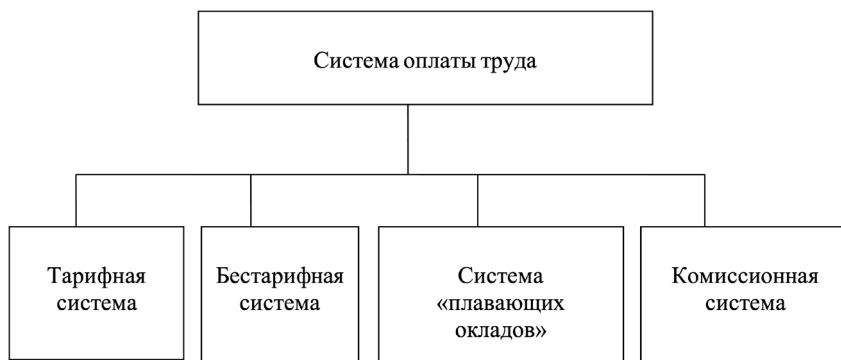 Система оплаты труда
Тарифная
система
Бестарифная
система
Система
«плавающих
окладов»
Комиссионная
система